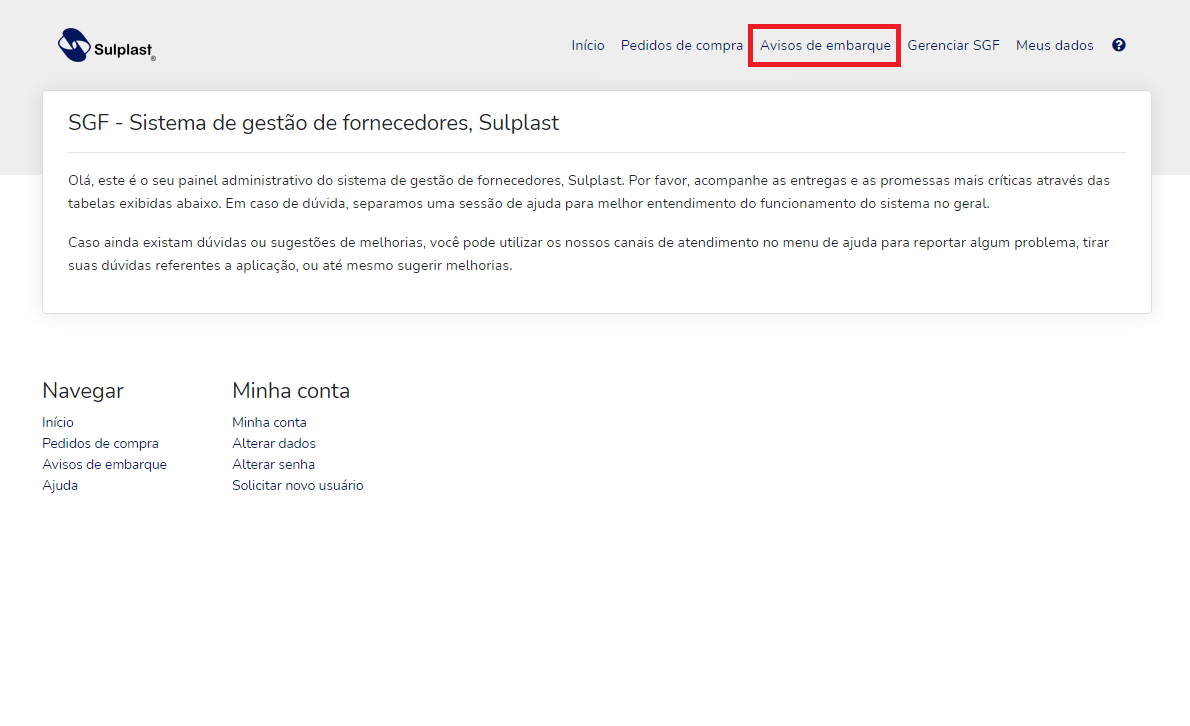 Sulplast®
Início Pedidos de compra Avisos de embarque Gerenciar SGF Meus dados ?
SGF - Sistema de gestão de fornecedores, Sulplast
Olá, este é o seu painel administrativo do sistema de gestão de fornecedores, Sulplast. Por favor, acompanhe as entregas e as promessas mais críticas através das
tabelas exibidas abaixo. Em caso de dúvida, separamos uma sessão de ajuda para melhor entendimento do funcionamento do sistema no geral.
Caso ainda existam dúvidas ou sugestões de melhorias, você pode utilizar os nossos canais de atendimento no menu de ajuda para reportar algum problema, tirar
suas dúvidas referentes a aplicação, ou até mesmo sugerir melhorias.
Navegar
Início
Pedidos de compra
Avisos de embarque
Ajuda
Minha conta
Minha conta
Alterar dados
Alterar senha
Solicitar novo usuário